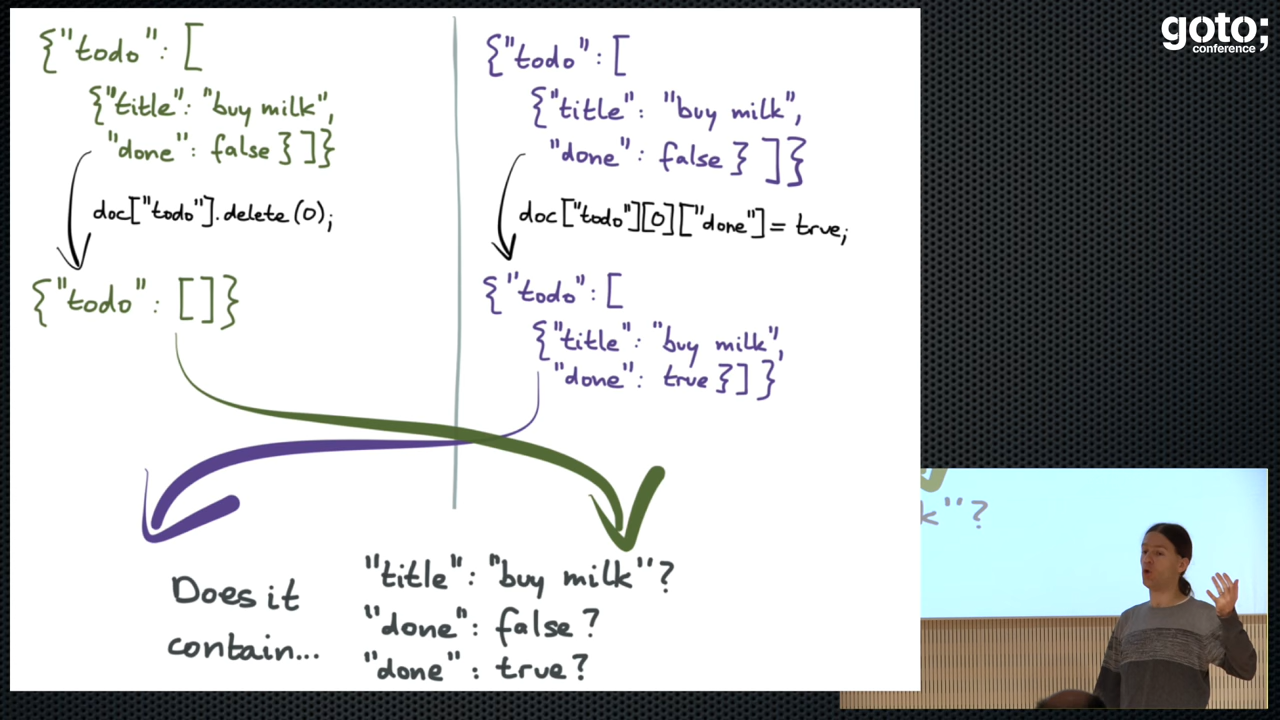 goto;
conference
{"todo": [
{"title": "buy milk",
"done": false } ] }
doc["todo"].delete(0);
{"todo": [ ] }
{"todo": [
{"title": "buy milk",
"done": false } ] }
doc["todo"][0]["done"] = true;
{"todo": [
{"title": "buy milk",
"done": true } ] }
Does it
contain...
"title": "buy milk"?
"done": false?
"done": true?
k"?